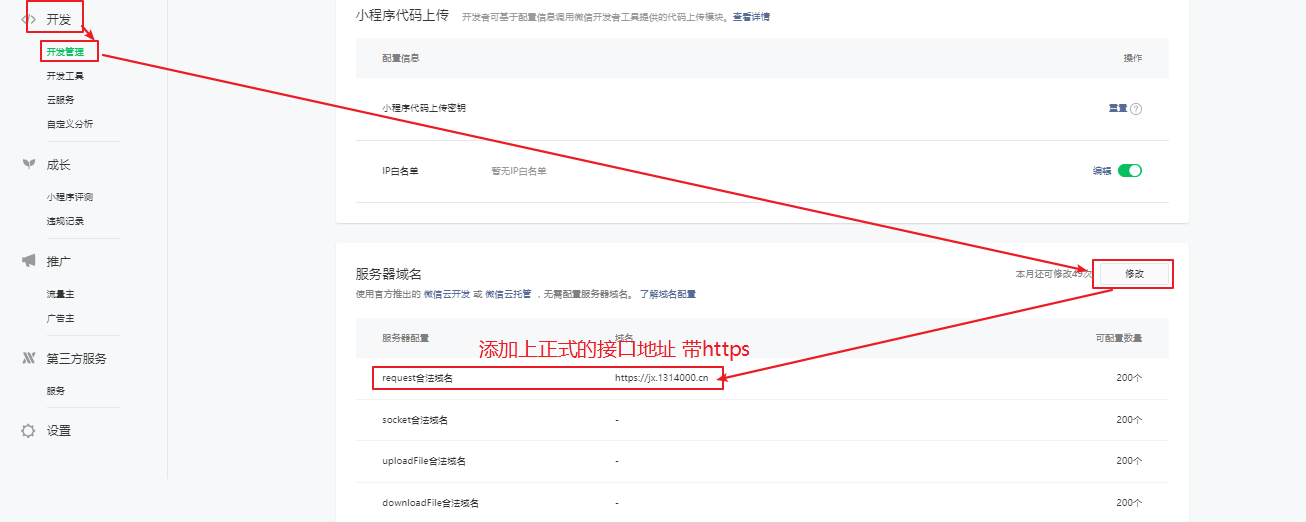 开发
开发管理
开发工具
云服务
自定义分析
成长
小程序评测
违规记录
推广
流量主
广告主
第三方服务
服务
设置
小程序代码上传 开发者可基于配置信息调用微信开发者工具提供的代码上传模块。查看详情
配置信息 操作
小程序代码上传密钥 重置 ?
IP白名单 暂无IP白名单 编辑
服务器域名 本月还可修改49次 修改
使用官方推出的 微信云开发 或 微信云托管 ，无需配置服务器域名。 了解域名配置
服务器配置 域名 可配置数量
添加上正式的接口地址 带https
request合法域名 https://jx.1314000.cn 200个
socket合法域名 - 200个
uploadFile合法域名 - 200个
downloadFile合法域名 - 200个